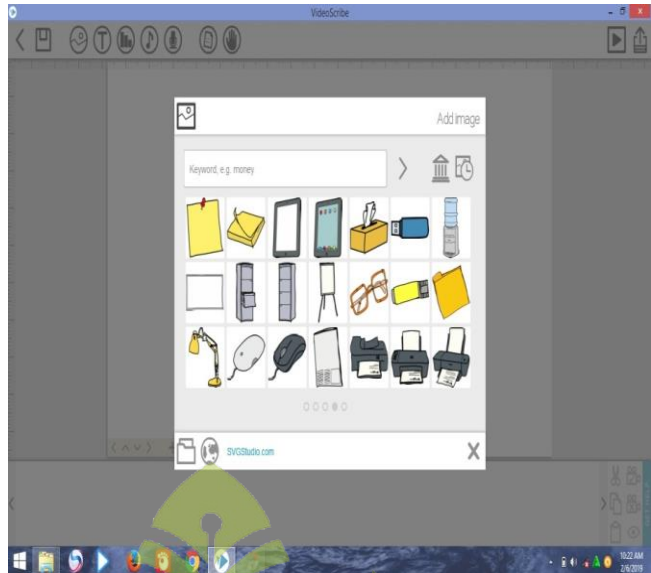 VideoScribe
Add image
Keyword, e.g. money
SVGStudio.com
10:22 AM
2/6/2019